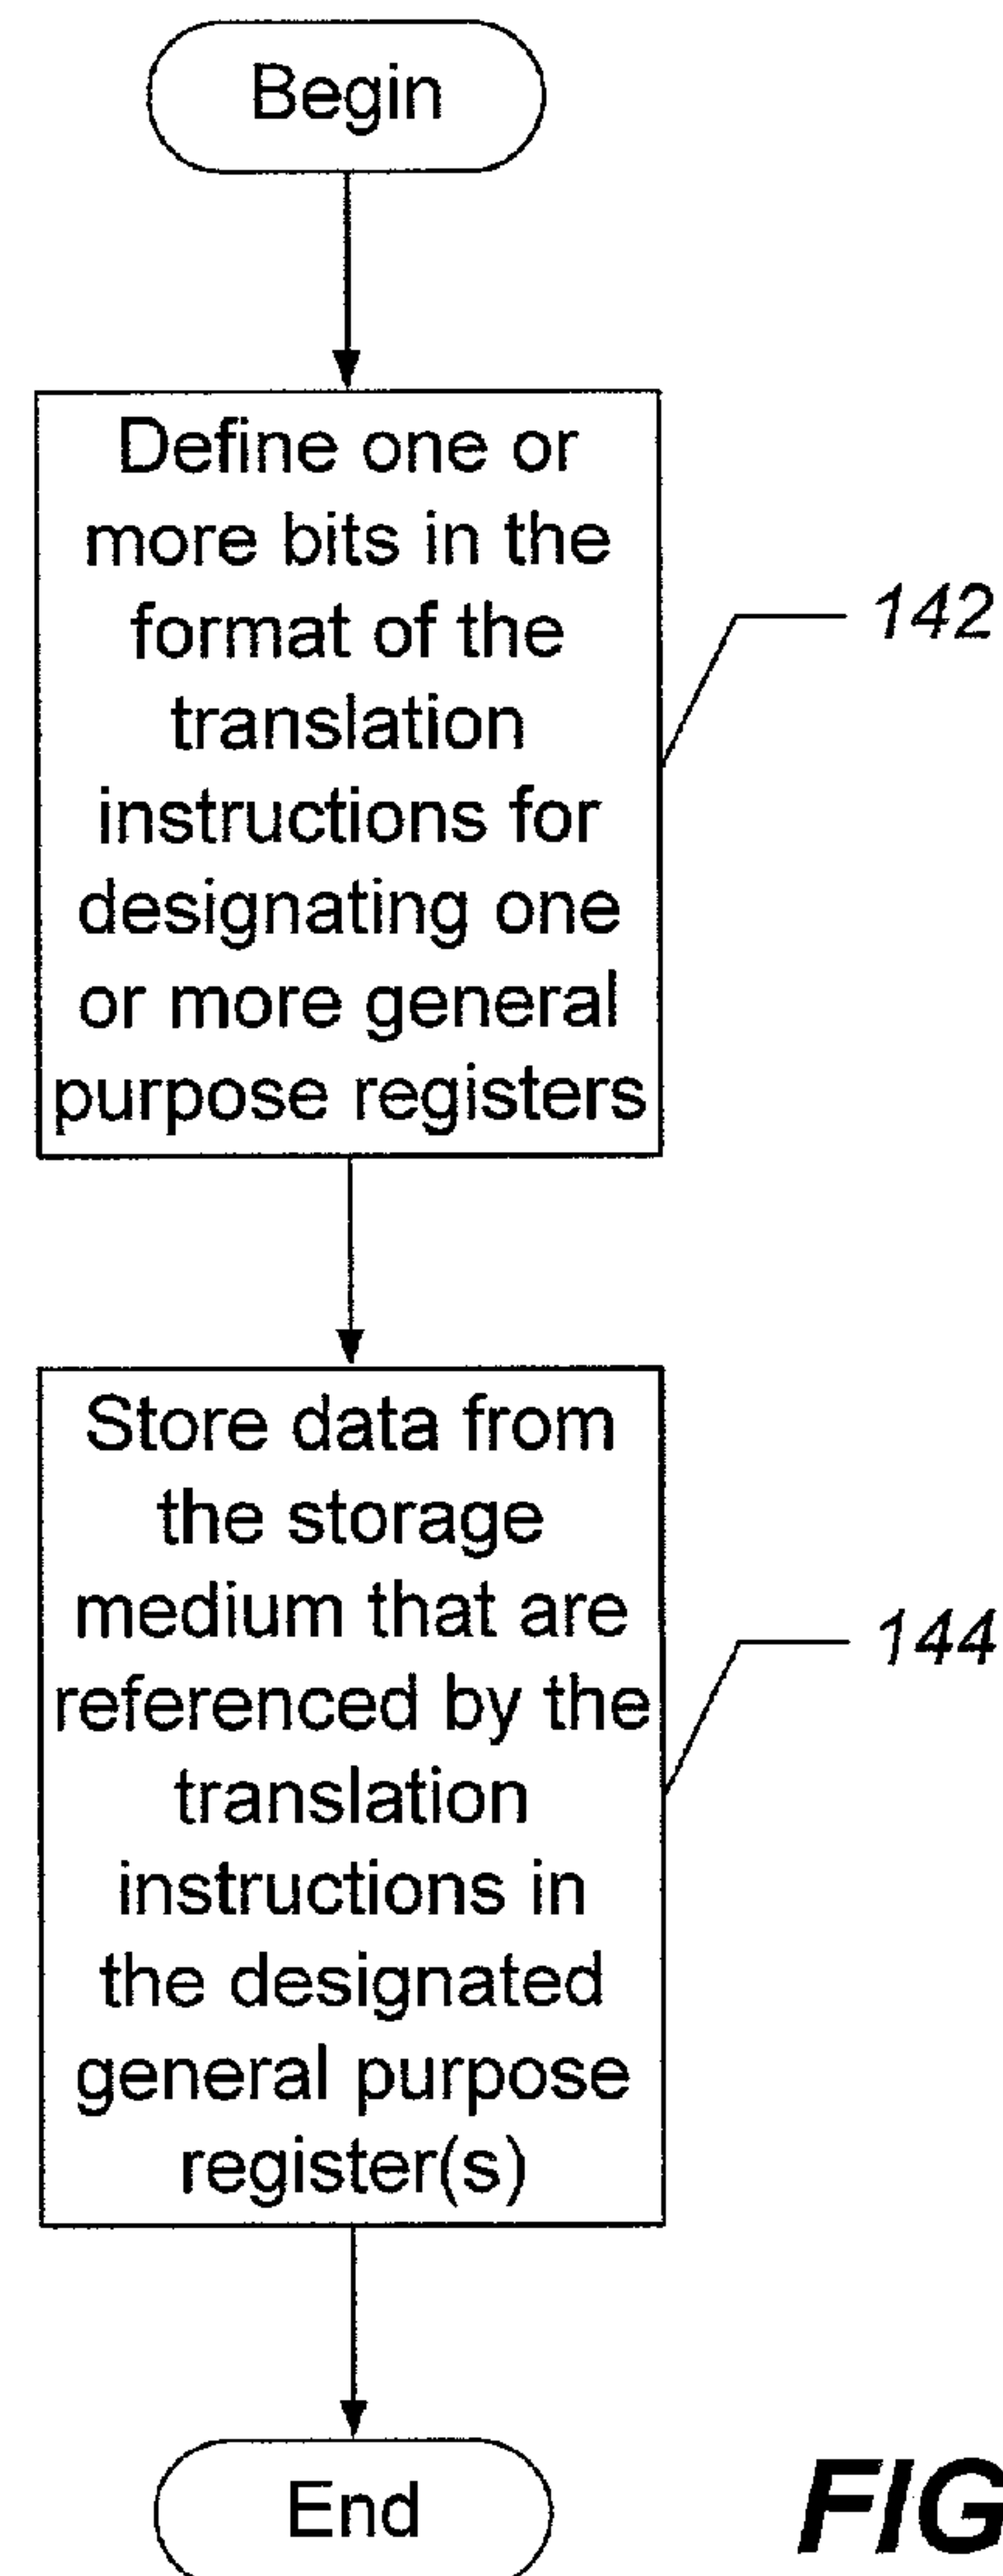 Begin
Define one or
more bits in the
format of the
translation
instructions for
designating one
or more general
purpose registers
142
Store data from
the storage
medium that are
referenced by the
translation
instructions in
the designated
general purpose
register(s)
144
End
FIG